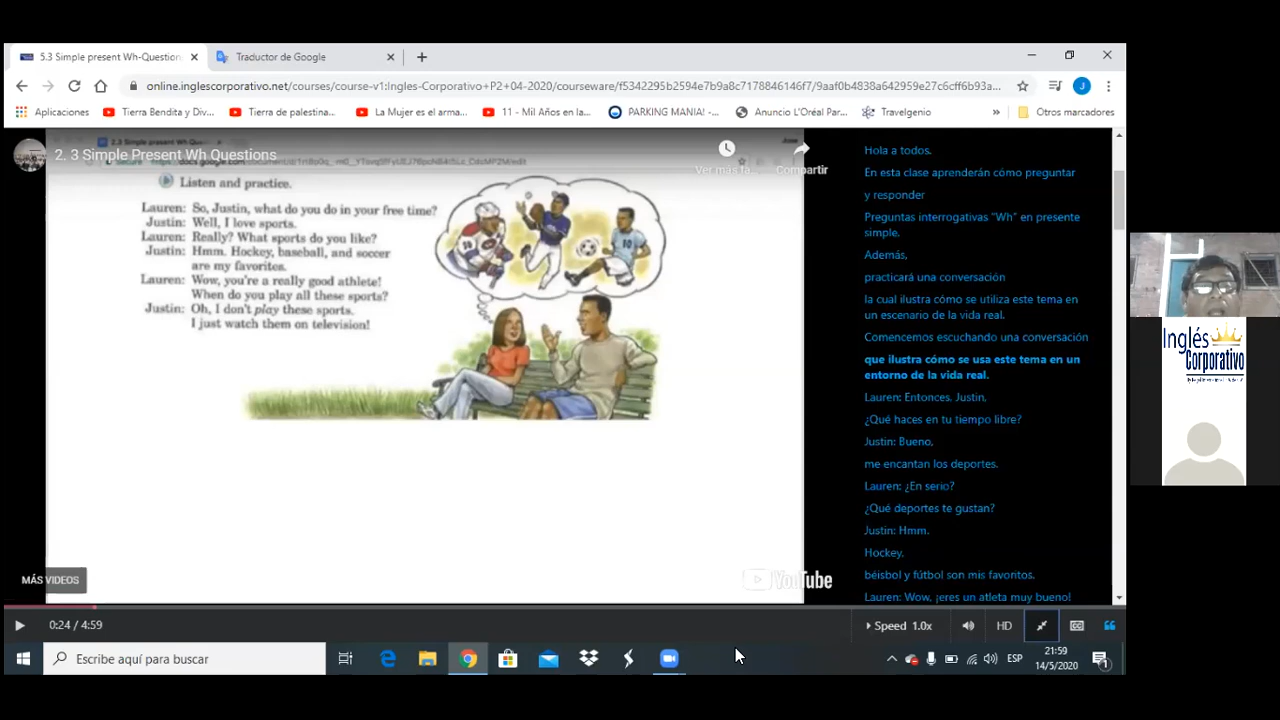 5.3 Simple present Wh-Question
Traductor de Google
online.inglescorporativo.net/courses/course-v1:Ingles-Corporativo+P2+04-2020/courseware/f5342295b2594e7b9a8c7178846146f7/9aaf0b4838a642959e27c6cff6b93a...
Aplicaciones
Tierra Bendita y Div...
Tierra de palestina...
La Mujer es el arma...
11 - Mil Años en la...
PARKING MANIA! -...
Anuncio L'Oréal Par...
Travelgenio
»
Otros marcadores
2. 3 Simple Present Wh Questions
Ver más ta...
Compartir
Listen and practice.
Lauren: So, Justin, what do you do in your free time?
Justin: Well, I love sports.
Lauren: Really? What sports do you like?
Justin: Hmm. Hockey, baseball, and soccer
are my favorites.
Lauren: Wow, you're a really good athlete!
When do you play all these sports?
Justin: Oh, I don't play these sports.
I just watch them on television!
10
MÁS VIDEOS
YouTube
Hola a todos.
En esta clase aprenderán cómo preguntar
y responder
Preguntas interrogativas "Wh" en presente
simple.
Además,
practicará una conversación
la cual ilustra cómo se utiliza este tema en
un escenario de la vida real.
Comencemos escuchando una conversación
que ilustra cómo se usa este tema en un
entorno de la vida real.
Lauren: Entonces, Justin,
¿Qué haces en tu tiempo libre?
Justin: Bueno,
me encantan los deportes.
Lauren: ¿En serio?
¿Qué deportes te gustan?
Justin: Hmm.
Hockey,
béisbol y fútbol son mis favoritos.
Lauren: Wow, ¡eres un atleta muy bueno!
0:24 / 4:59
Speed 1.0x
HD
CC
Inglés
Corporativo
Escribe aquí para buscar
ESP
21:59
14/5/2020
1
J